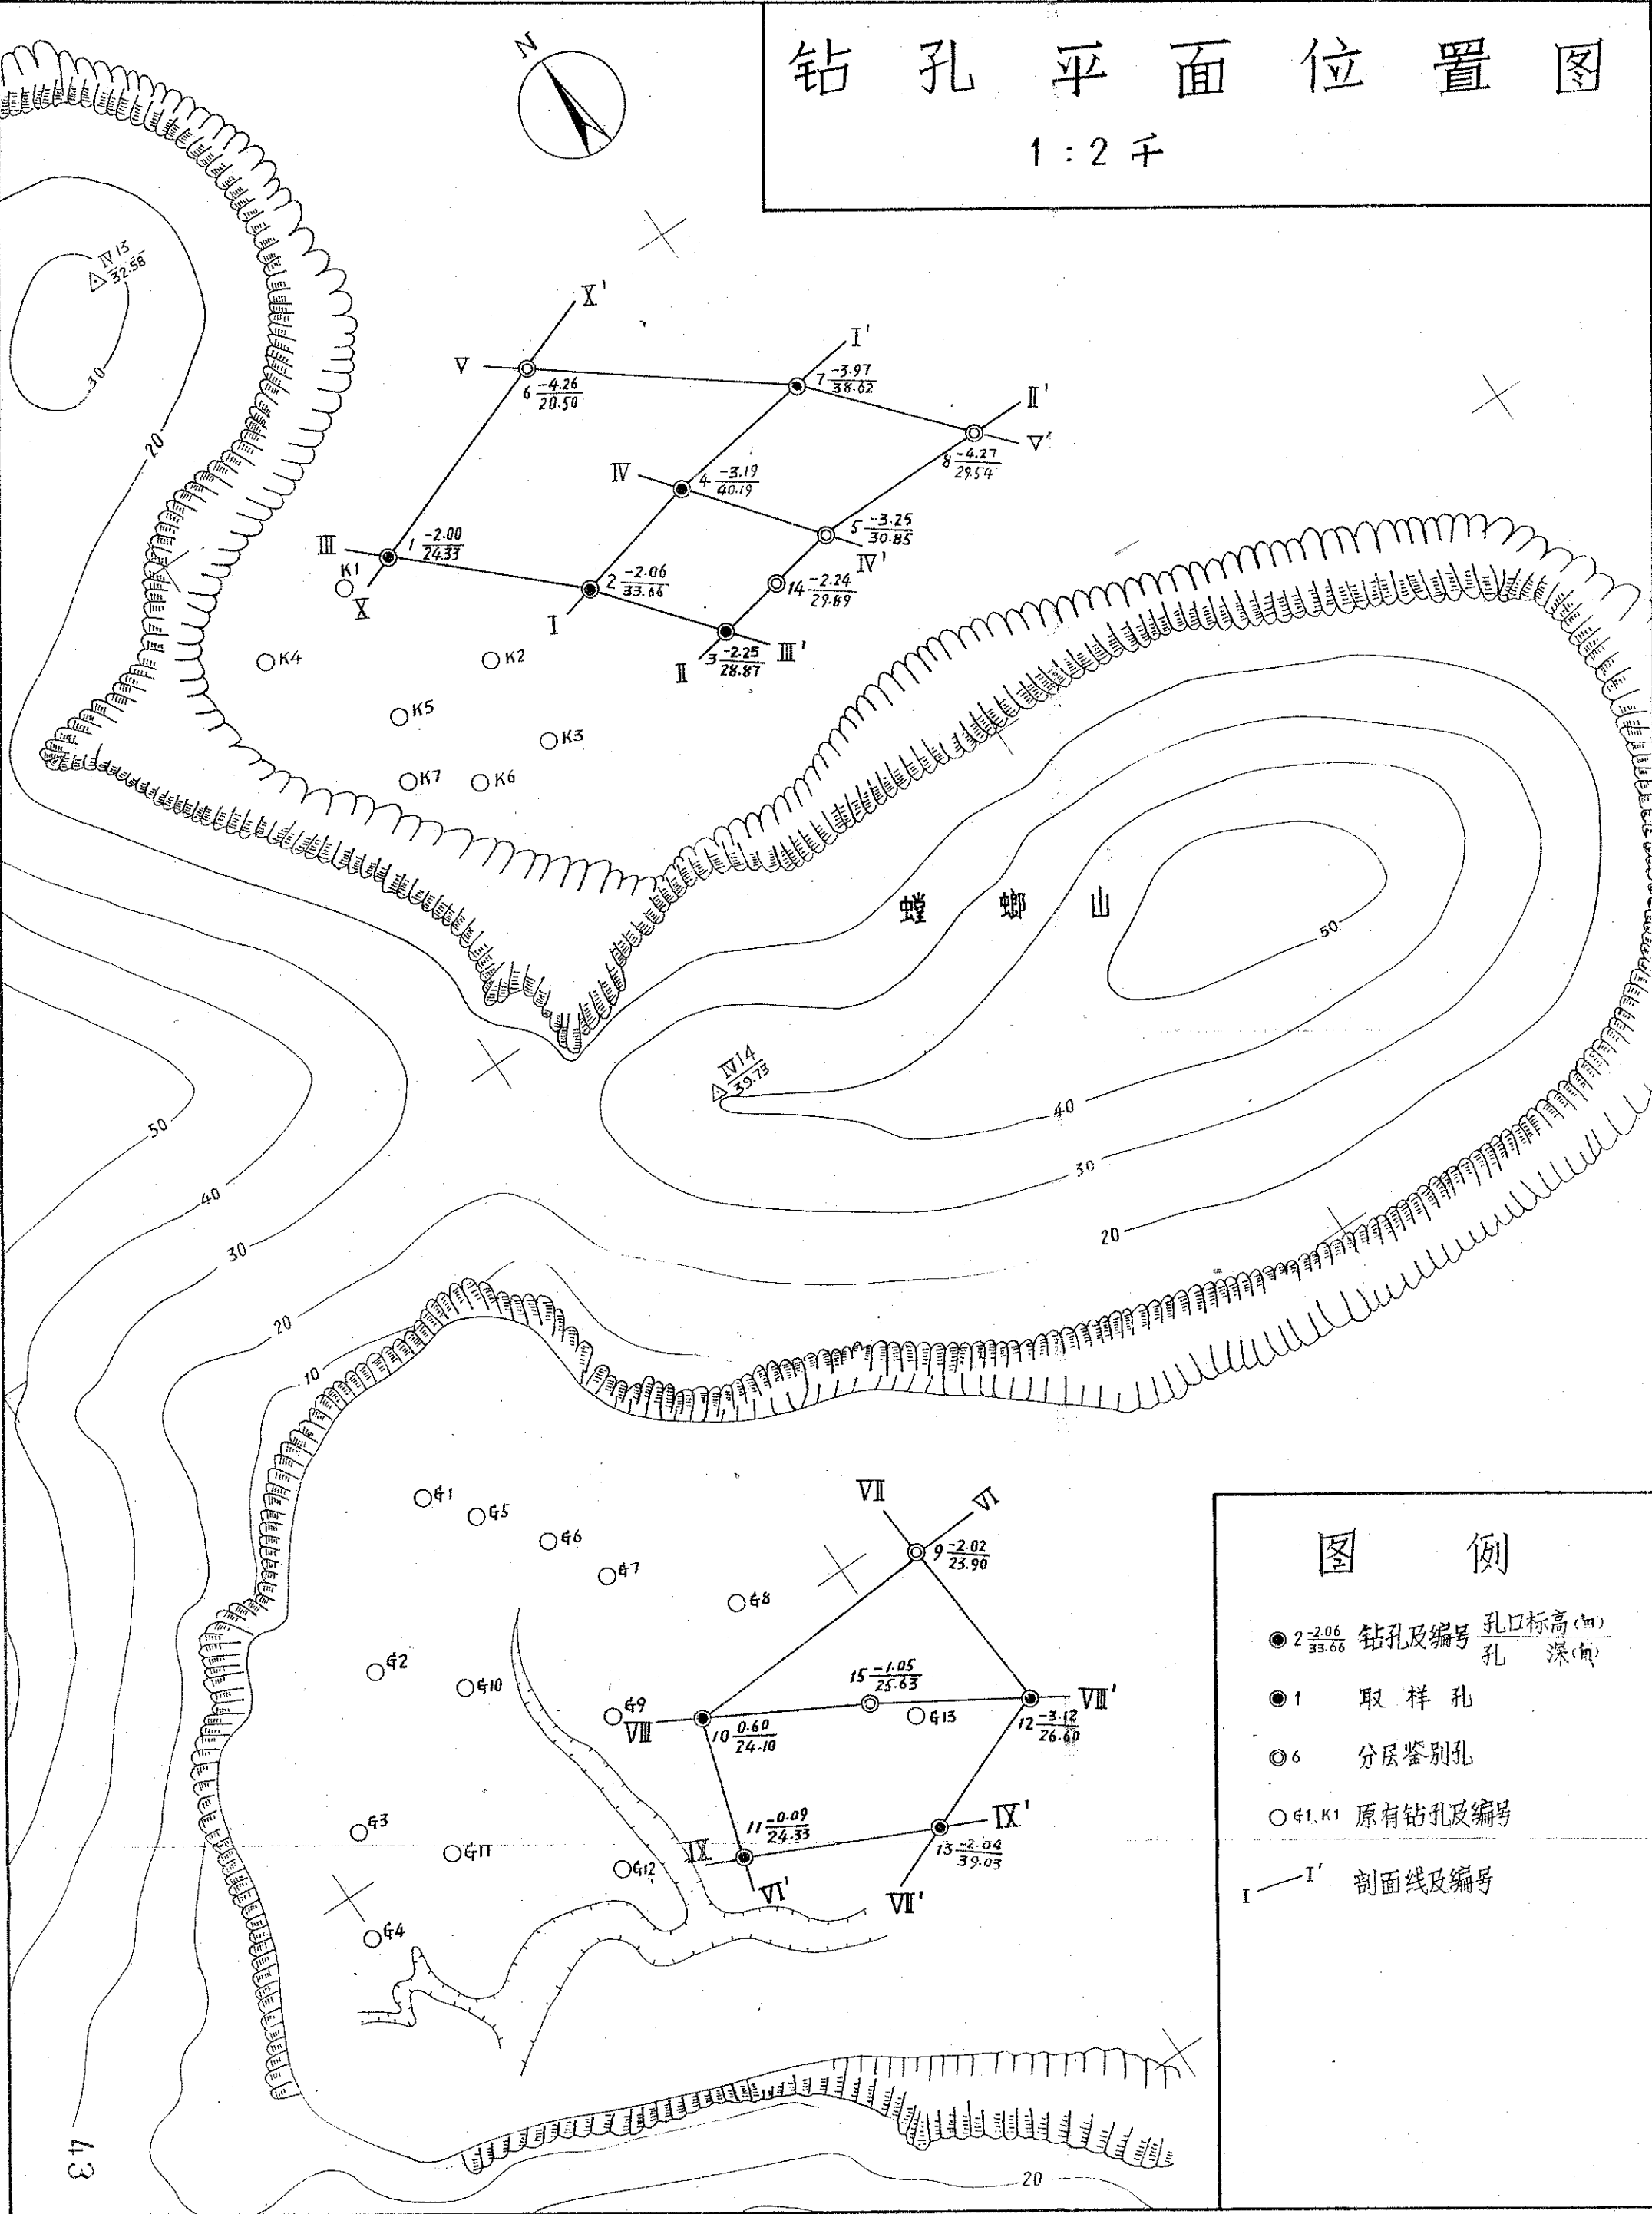 钻孔平面位置图
1:2千
N
Ⅳ13
32.58
30
20
X'
Ⅴ
6 -4.26
20.50
I'
7 -3.97
38.62
Ⅱ'
Ⅴ'
8 -4.27
29.54
Ⅳ
4 -3.19
40.19
5 -3.25
30.85
Ⅳ'
Ⅲ
1 -2.00
24.33
K1
X
2 -2.06
33.66
I
14 -2.24
29.89
Ⅱ
3 -2.25
28.87
Ⅲ'
K4
K2
K5
K3
K7
K6
螳螂山
50
Ⅳ14
39.73
40
30
20
50
40
30
20
10
G1
G5
G6
G7
G8
G2
G10
G9
G3
G11
G12
G4
Ⅶ
Ⅵ
9 -2.02
23.90
15 -1.05
25.63
G13
Ⅷ
10 0.60
24.10
Ⅷ'
12 -3.12
26.60
11 -0.09
24.33
Ⅸ
Ⅵ'
Ⅸ'
13 -2.04
39.03
Ⅶ'
20
43
图例
2 -2.06 钻孔及编号 孔口标高(m)
33.66 孔深(m)
1 取样孔
6 分层鉴别孔
G1.K1 原有钻孔及编号
I—I' 剖面线及编号